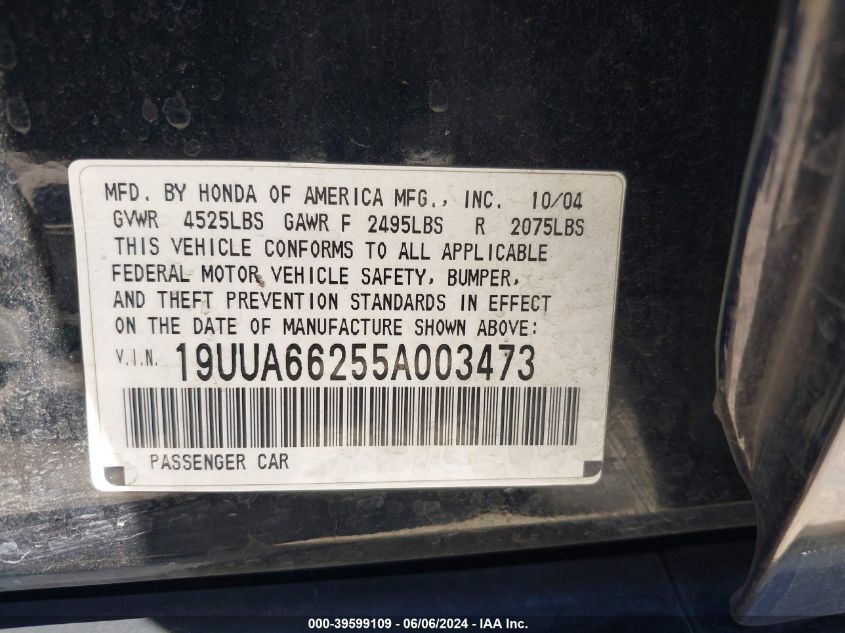 MFD. BY HONDA OF AMERICA MFG., INC. 10/04
GVWR 4525LBS GAWR F 2495LBS R 2075LBS
THIS VEHICLE CONFORMS TO ALL APPLICABLE
FEDERAL MOTOR VEHICLE SAFETY, BUMPER,
AND THEFT PREVENTION STANDARDS IN EFFECT
ON THE DATE OF MANUFACTURE SHOWN ABOVE:
V.I.N. 19UUA66255A003473
PASSENGER CAR
000-39599109 - 06/06/2024 - © IAA Inc.